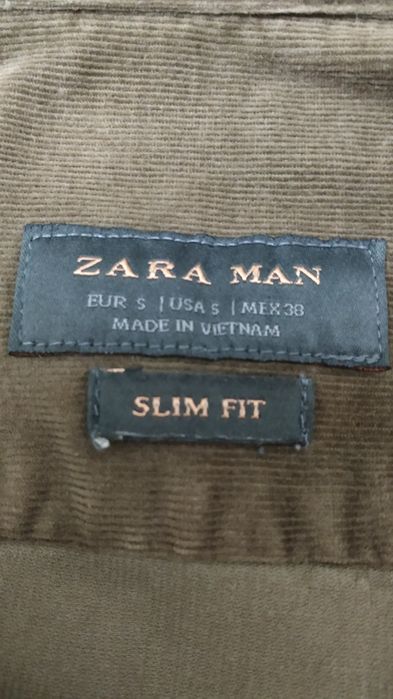 ZARA MAN
EUR S | USA S | MEX 38
MADE IN VIETNAM
SLIM FIT